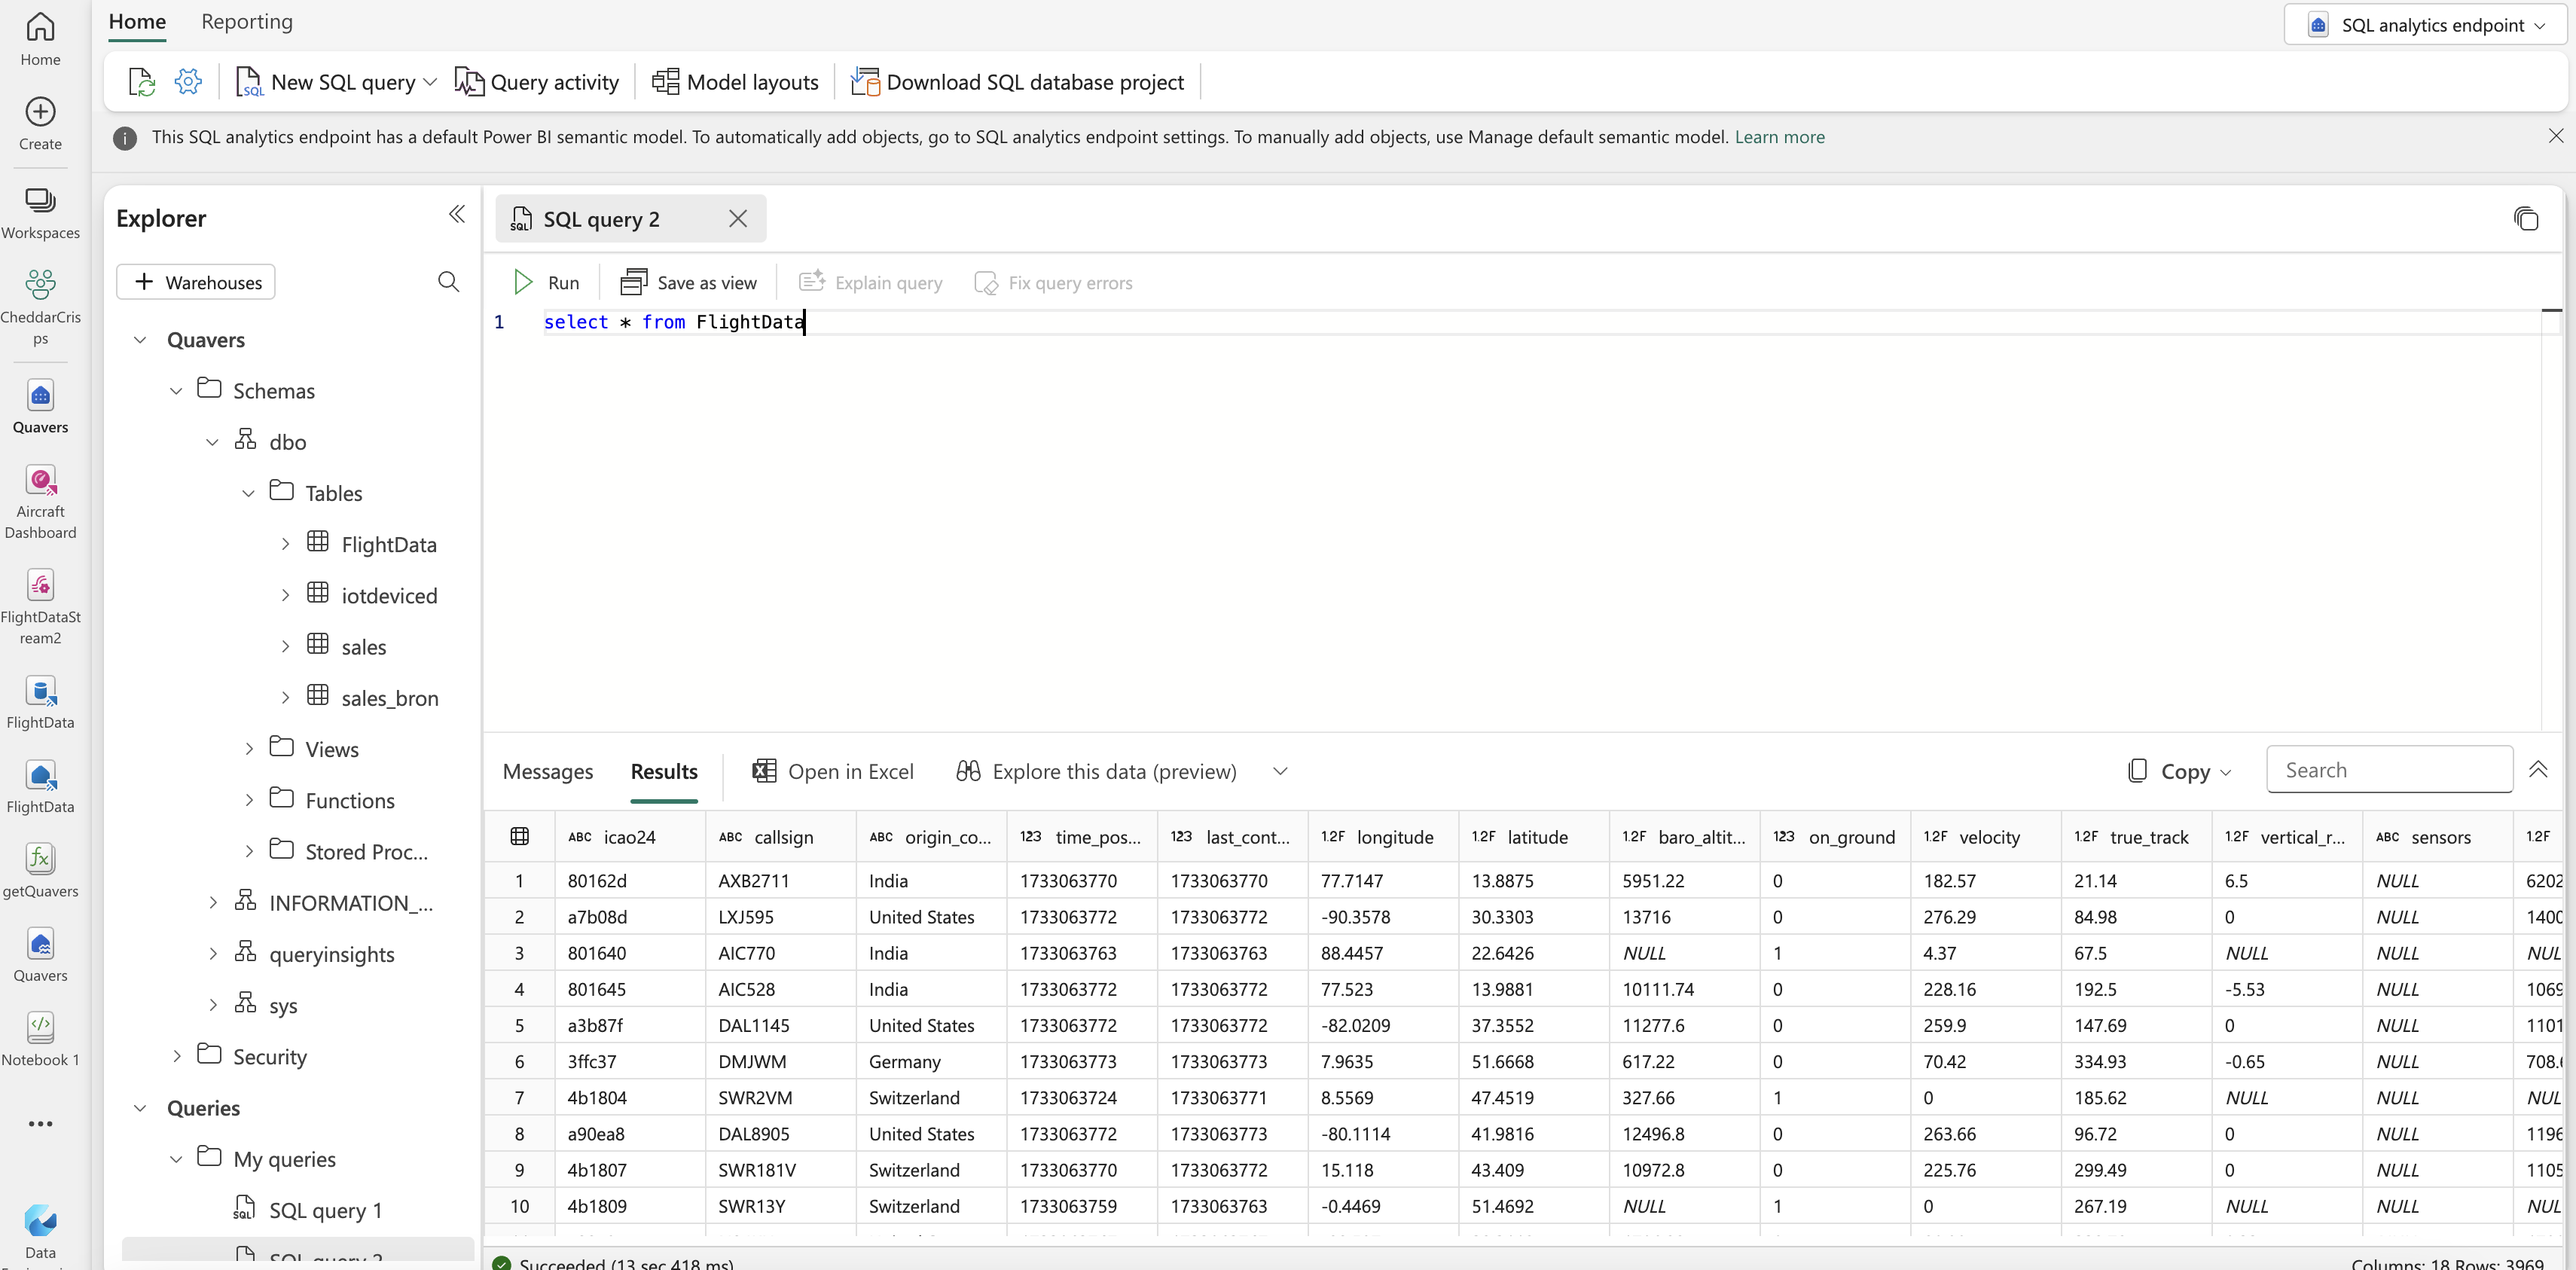 Home
Reporting
SQL analytics endpoint
New SQL query
Query activity
Model layouts
Download SQL database project
This SQL analytics endpoint has a default Power BI semantic model. To automatically add objects, go to SQL analytics endpoint settings. To manually add objects, use Manage default semantic model. Learn more
Home
Create
Workspaces
CheddarCris
ps
Quavers
Aircraft
Dashboard
FlightDataSt
ream2
FlightData
FlightData
getQuavers
Quavers
Notebook 1
Data
Explorer
+ Warehouses
Quavers
Schemas
dbo
Tables
FlightData
iotdeviced
sales
sales_bron
Views
Functions
Stored Proc...
INFORMATION_...
queryinsights
sys
Security
Queries
My queries
SQL query 1
SQL query 2
SQL query 2
Run
Save as view
Explain query
Fix query errors
1 select * from FlightData
Messages
Results
Open in Excel
Explore this data (preview)
Copy
Search
ABC icao24 ABC callsign ABC origin_co... 123 time_pos... 123 last_cont... 1.2F longitude 1.2F latitude 1.2F baro_altit... 123 on_ground 1.2F velocity 1.2F true_track 1.2F vertical_r... ABC sensors 1.2F
1 80162d AXB2711 India 1733063770 1733063770 77.7147 13.8875 5951.22 0 182.57 21.14 6.5 NULL 6202
2 a7b08d LXJ595 United States 1733063772 1733063772 -90.3578 30.3303 13716 0 276.29 84.98 0 NULL 1400
3 801640 AIC770 India 1733063763 1733063763 88.4457 22.6426 NULL 1 4.37 67.5 NULL NULL NUL
4 801645 AIC528 India 1733063772 1733063772 77.523 13.9881 10111.74 0 228.16 192.5 -5.53 NULL 1069
5 a3b87f DAL1145 United States 1733063772 1733063772 -82.0209 37.3552 11277.6 0 259.9 147.69 0 NULL 1101
6 3ffc37 DMJWM Germany 1733063773 1733063773 7.9635 51.6668 617.22 0 70.42 334.93 -0.65 NULL 708.
7 4b1804 SWR2VM Switzerland 1733063724 1733063771 8.5569 47.4519 327.66 1 0 185.62 NULL NULL NUL
8 a90ea8 DAL8905 United States 1733063772 1733063773 -80.1114 41.9816 12496.8 0 263.66 96.72 0 NULL 1196
9 4b1807 SWR181V Switzerland 1733063770 1733063772 15.118 43.409 10972.8 0 225.76 299.49 0 NULL 1105
10 4b1809 SWR13Y Switzerland 1733063759 1733063763 -0.4469 51.4692 NULL 1 0 267.19 NULL NULL NUL
Succeeded (13 sec 418 ms)
Columns: 18 Rows: 3969